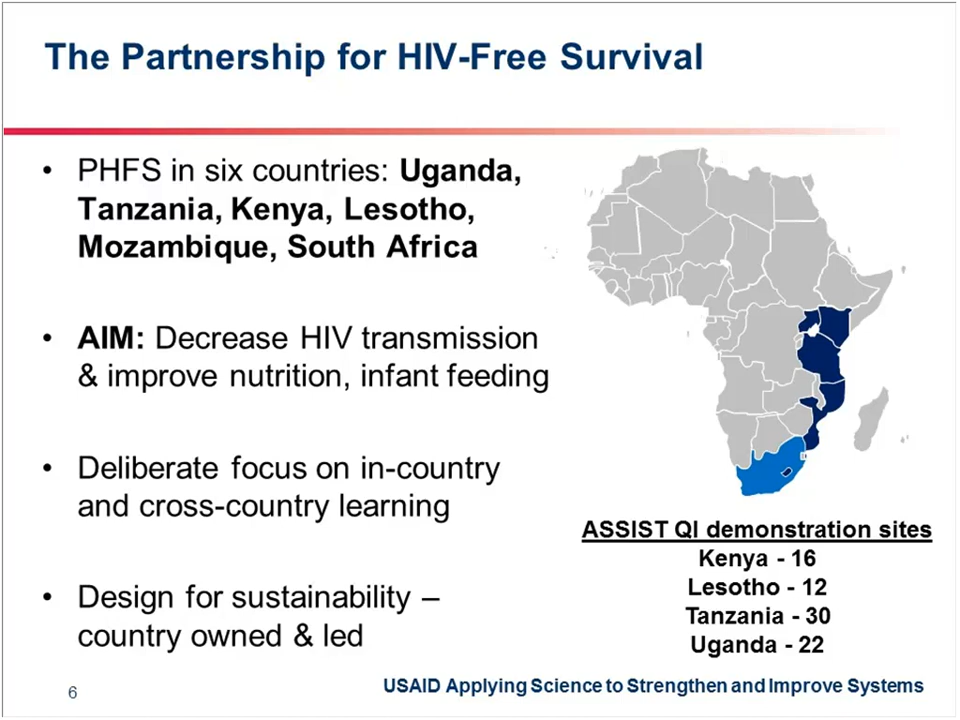 The Partnership for HIV-Free Survival
• PHFS in six countries: Uganda,
Tanzania, Kenya, Lesotho,
Mozambique, South Africa
• AIM: Decrease HIV transmission
& improve nutrition, infant feeding
• Deliberate focus on in-country
and cross-country learning
• Design for sustainability –
country owned & led
ASSIST QI demonstration sites
Kenya - 16
Lesotho - 12
Tanzania - 30
Uganda - 22
6
USAID Applying Science to Strengthen and Improve Systems